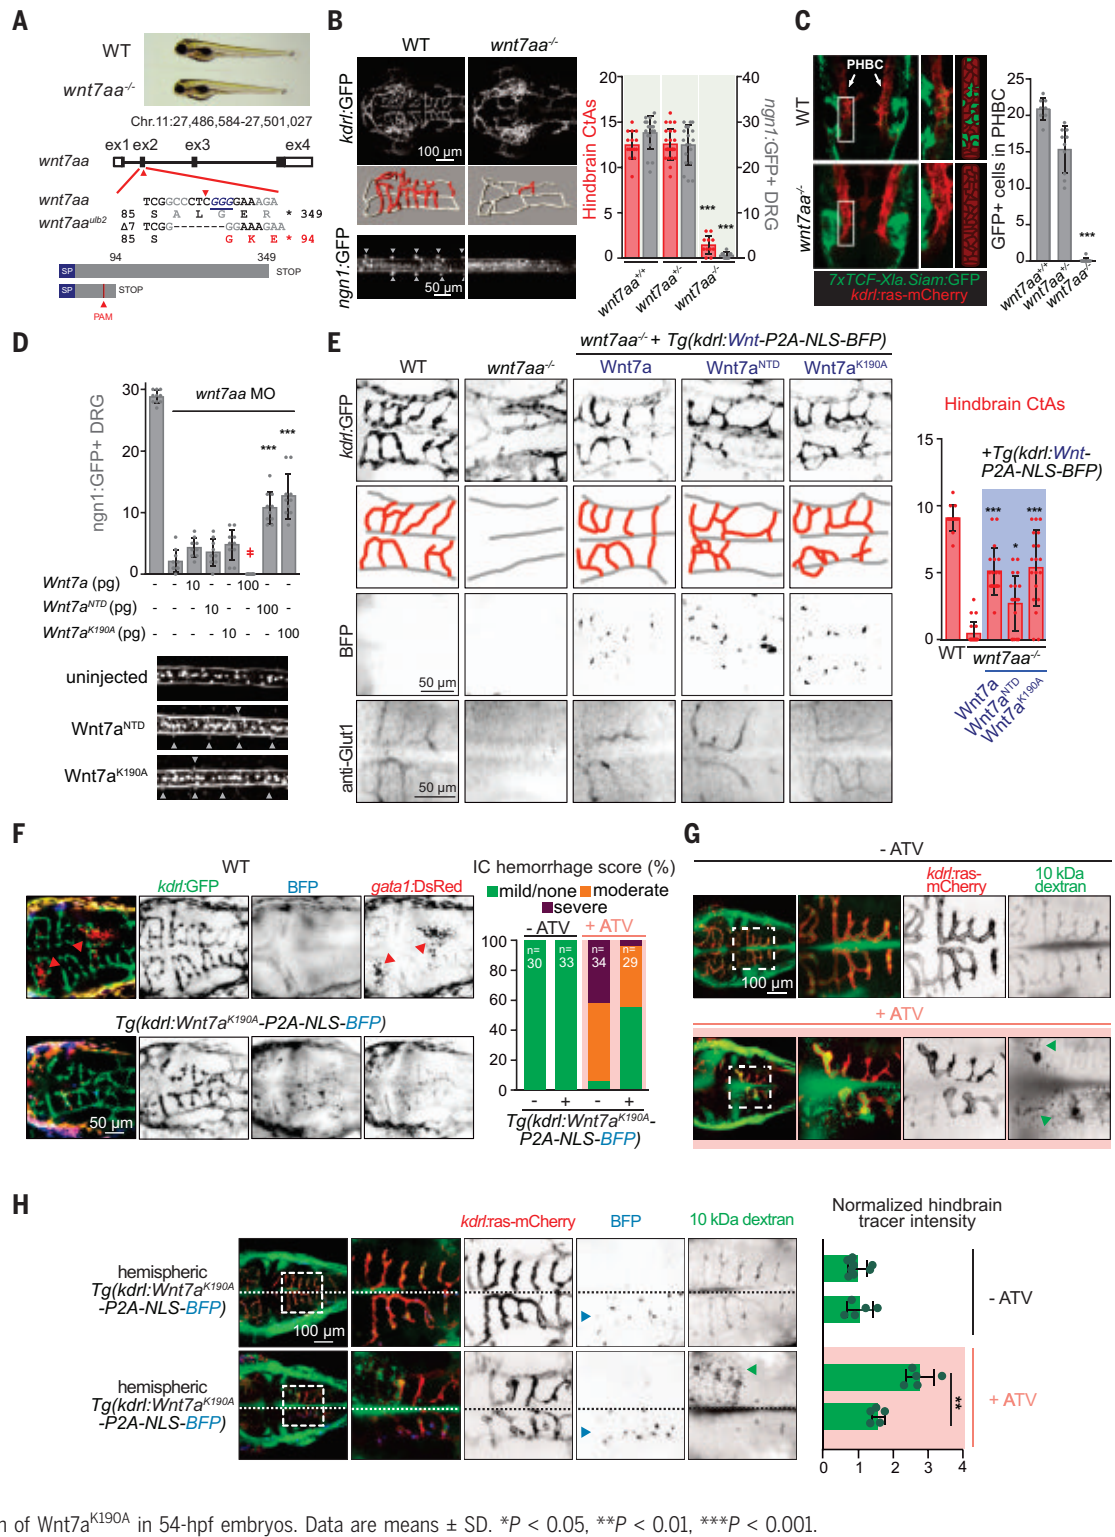 A
WT
wnt7aa-/-
Chr.11:27,486,584-27,501,027
ex1 ex2 ex3 ex4
wnt7aa
wnt7aa TCGGCCCTCGGGGAAAGA
85 S A L G E R * 349
wnt7aaulb2 Δ7 TCGG------GGAAAGAA
85 S G K E * 94
94 349
SP STOP
SP STOP
PAM
B
WT wnt7aa-/-
kdrl:GFP
100 µm
ngn1:GFP
50 µm
Hindbrain CtAs
20
15
10
5
0
ngn1:GFP+ DRG
40
30
20
10
0
***
***
wnt7aa+/+
wnt7aa+/-
wnt7aa-/-
C
PHBC
WT
wnt7aa-/-
7xTCF-Xla.Siam:GFP
kdrl:ras-mCherry
GFP+ cells in PHBC
25
20
15
10
5
0
***
wnt7aa+/+
wnt7aa+/-
wnt7aa-/-
D
ngn1:GFP+ DRG
30
20
10
0
wnt7aa MO
***
***
ǂ
Wnt7a (pg) - - 10 - - 100 - -
Wnt7aNTD (pg) - - - 10 - - 100 -
Wnt7aK190A (pg) - - - - 10 - - 100
uninjected
Wnt7aNTD
Wnt7aK190A
E
wnt7aa-/- + Tg(kdrl:Wnt-P2A-NLS-BFP)
WT wnt7aa-/- Wnt7a Wnt7aNTD Wnt7aK190A
kdrl:GFP
BFP
50 µm
anti-Glut1
50 µm
Hindbrain CtAs
15
10
5
0
+Tg(kdrl:Wnt-
P2A-NLS-BFP)
***
*
***
WT
wnt7aa-/-
Wnt7a
Wnt7aNTD
Wnt7aK190A
F
WT
kdrl:GFP BFP gata1:DsRed
Tg(kdrl:Wnt7aK190A-P2A-NLS-BFP)
50 µm
IC hemorrhage score (%)
mild/none moderate
severe
- ATV + ATV
100
80
60
40
20
0
n=
30
n=
33
n=
34
n=
29
- + - +
Tg(kdrl:Wnt7aK190A-
P2A-NLS-BFP)
G
- ATV
kdrl:ras-
mCherry
10 kDa
dextran
100 µm
+ ATV
H
kdrl:ras-mCherry BFP 10 kDa dextran
hemispheric
Tg(kdrl:Wnt7aK190A
-P2A-NLS-BFP)
100 µm
hemispheric
Tg(kdrl:Wnt7aK190A
-P2A-NLS-BFP)
Normalized hindbrain
tracer intensity
- ATV
**
+ ATV
0 1 2 3 4
n of Wnt7aK190A in 54-hpf embryos. Data are means ± SD. *P < 0.05, **P < 0.01, ***P < 0.001.